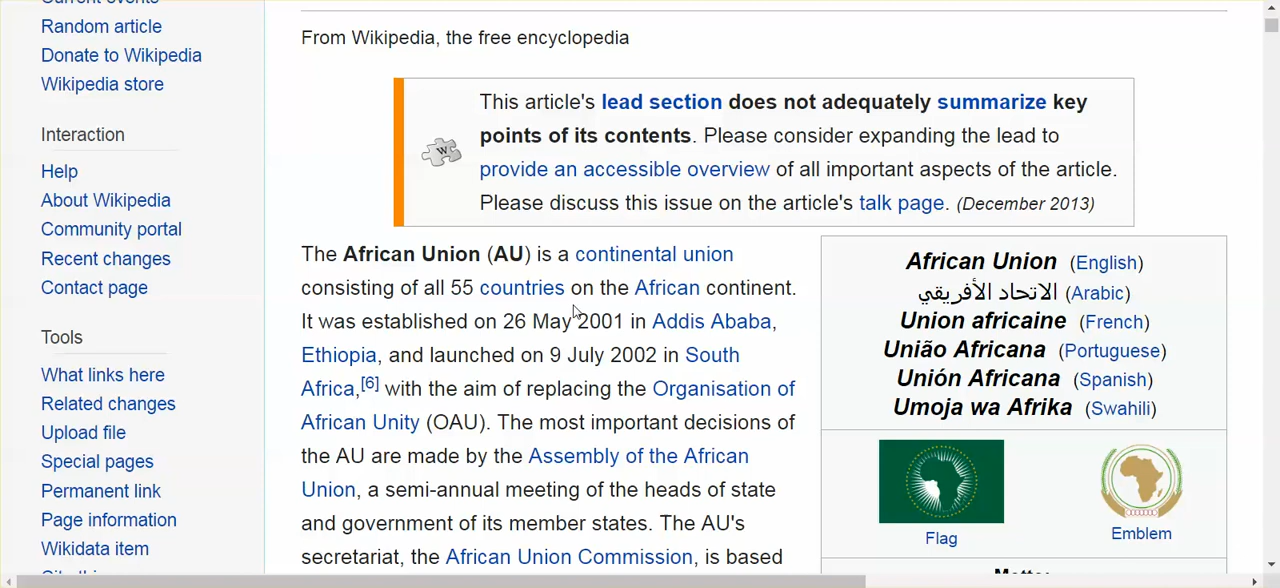 Random article
Donate to Wikipedia
Wikipedia store
Interaction
Help
About Wikipedia
Community portal
Recent changes
Contact page
Tools
What links here
Related changes
Upload file
Special pages
Permanent link
Page information
Wikidata item
From Wikipedia, the free encyclopedia
This article's lead section does not adequately summarize key
points of its contents. Please consider expanding the lead to
provide an accessible overview of all important aspects of the article.
Please discuss this issue on the article's talk page. (December 2013)
The African Union (AU) is a continental union
consisting of all 55 countries on the African continent.
It was established on 26 May 2001 in Addis Ababa,
Ethiopia, and launched on 9 July 2002 in South
Africa,[6] with the aim of replacing the Organisation of
African Unity (OAU). The most important decisions of
the AU are made by the Assembly of the African
Union, a semi-annual meeting of the heads of state
and government of its member states. The AU's
secretariat, the African Union Commission, is based
African Union (English)
الاتحاد الأفريقي (Arabic)
Union africaine (French)
União Africana (Portuguese)
Unión Africana (Spanish)
Umoja wa Afrika (Swahili)
Flag
Emblem